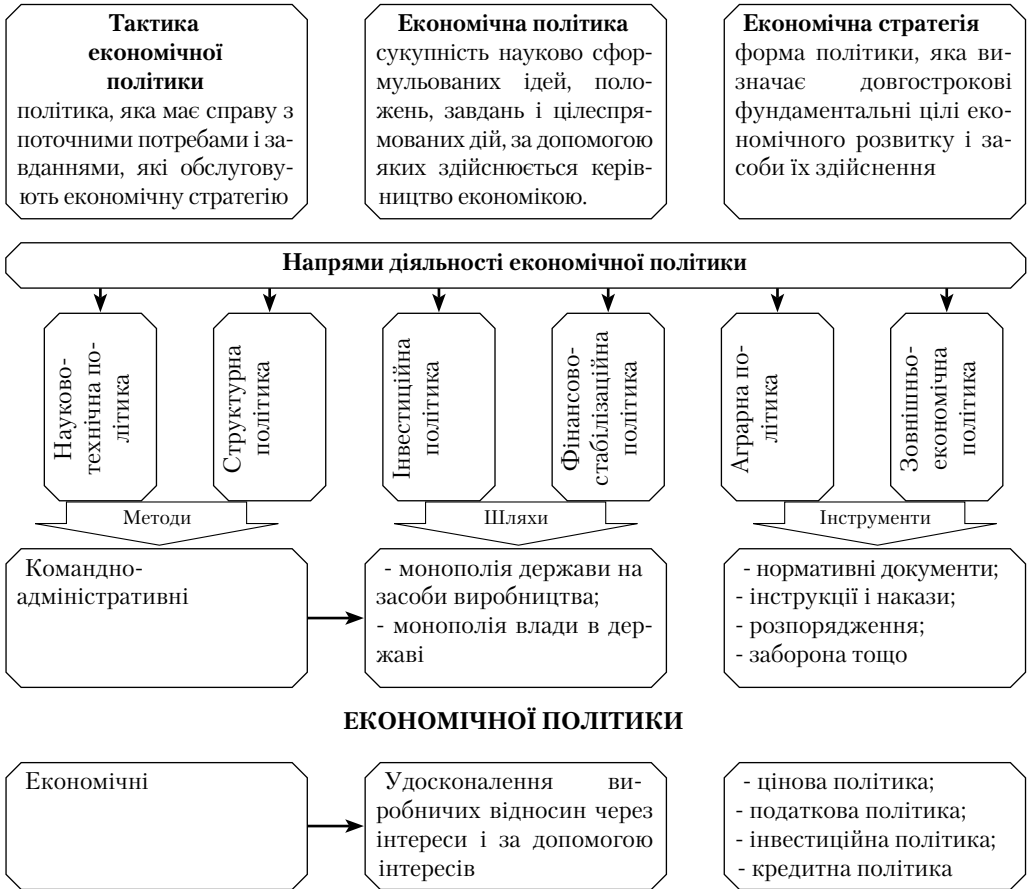 Тактика
економічної
політики
політика, яка має справу з
поточними потребами і за-
вданнями, які обслугову-
ють економічну стратегію
Економічна політика
сукупність науково сфор-
мульованих ідей, поло-
жень, завдань і цілеспря-
мованих дій, за допомогою
яких здійснюється керів-
ництво економікою.
Економічна стратегія
форма політики, яка ви-
значає довгострокові
фундаментальні цілі еко-
номічного розвитку і за-
соби їх здійснення
Напрями діяльності економічної політики
Науково-
технічна по-
літика
Структурна
політика
Інвестиційна
політика
Фінансово-
стабілізаційна
політика
Аграрна по-
літика
Зовнішньо-
економічна
політика
Методи
Шляхи
Інструменти
Командно-
адміністративні
- монополія держави на
засоби виробництва;
- монополія влади в дер-
жаві
- нормативні документи;
- інструкції і накази;
- розпорядження;
- заборона тощо
ЕКОНОМІЧНОЇ ПОЛІТИКИ
Економічні
Удосконалення ви-
робничих відносин через
інтереси і за допомогою
інтересів
- цінова політика;
- податкова політика;
- інвестиційна політика;
- кредитна політика